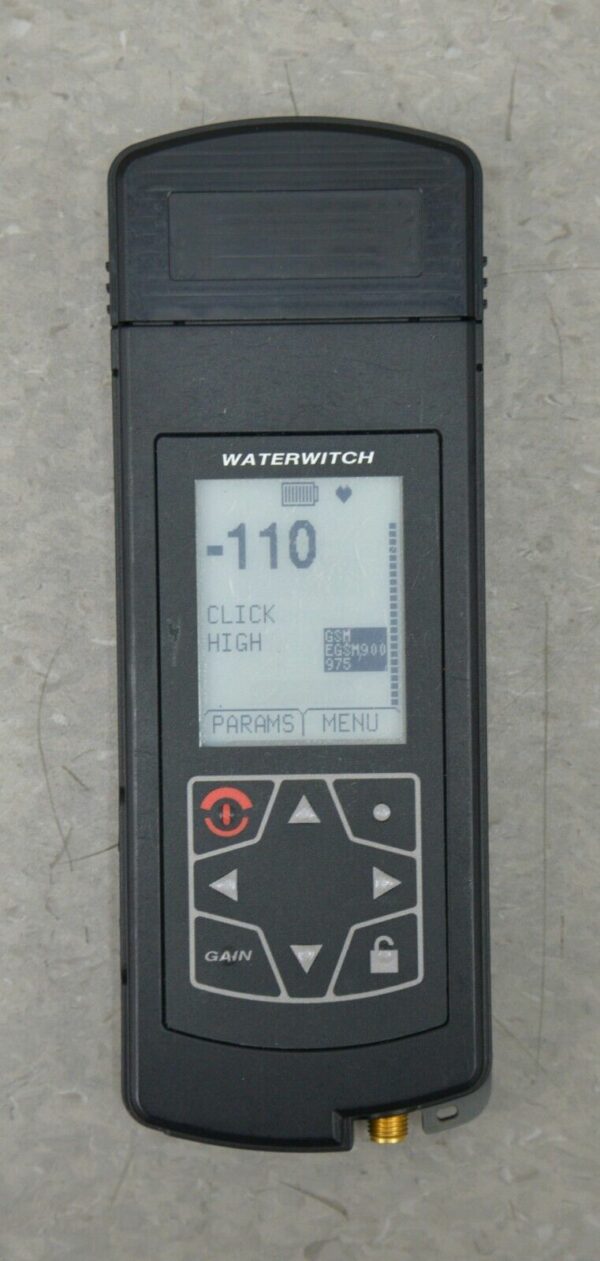 WATERWITCH
-110
CLICK
HIGH
GSM
EGSM900
975
PARAMS MENU
GAIN